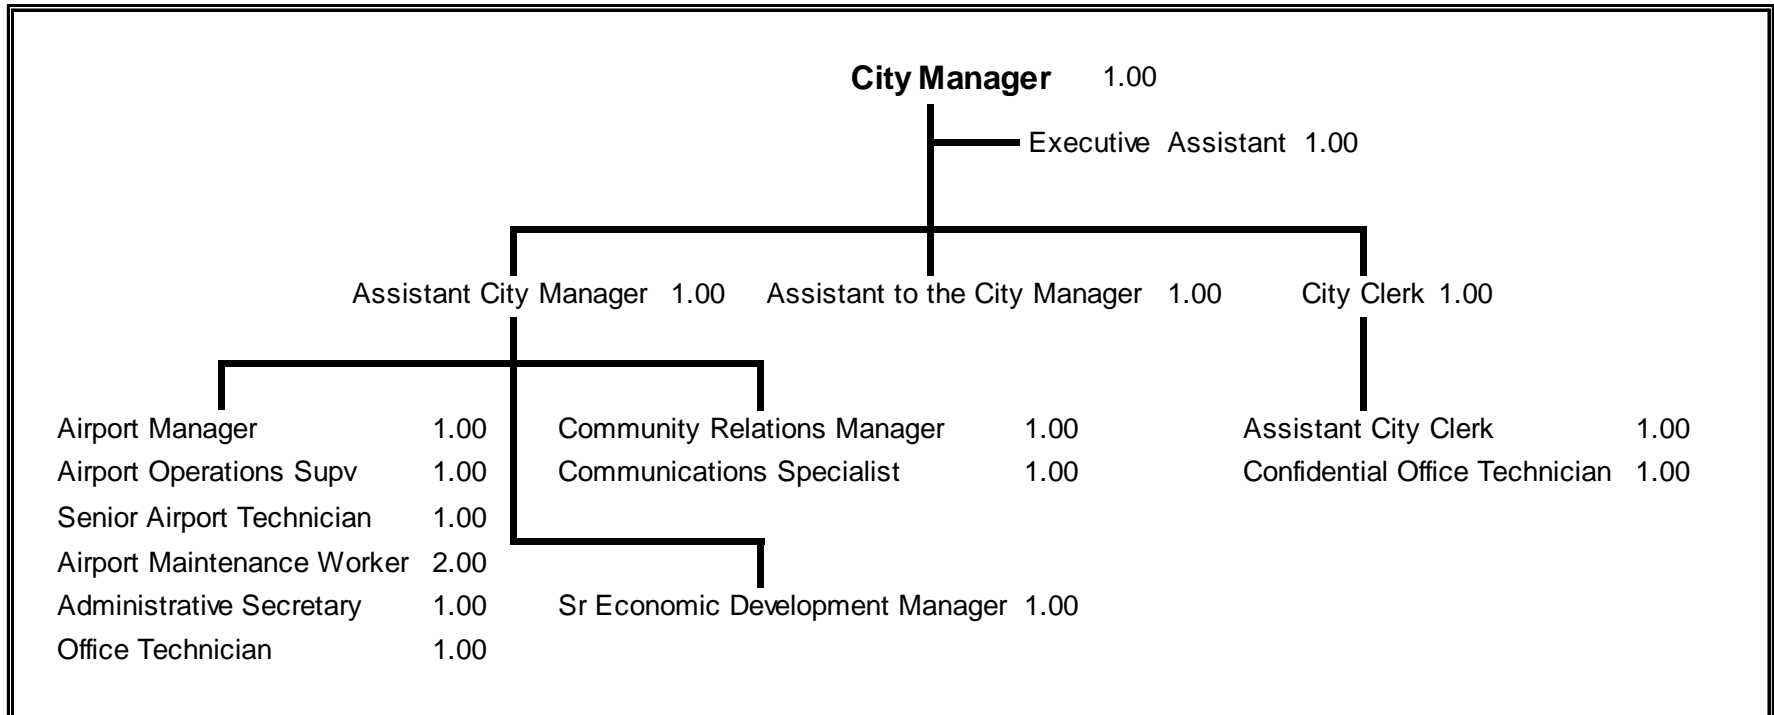 City Manager 1.00
Executive Assistant 1.00
Assistant City Manager 1.00 Assistant to the City Manager 1.00 City Clerk 1.00
Airport Manager 1.00 Community Relations Manager 1.00 Assistant City Clerk 1.00
Airport Operations Supv 1.00 Communications Specialist 1.00 Confidential Office Technician 1.00
Senior Airport Technician 1.00
Airport Maintenance Worker 2.00
Administrative Secretary 1.00 Sr Economic Development Manager 1.00
Office Technician 1.00